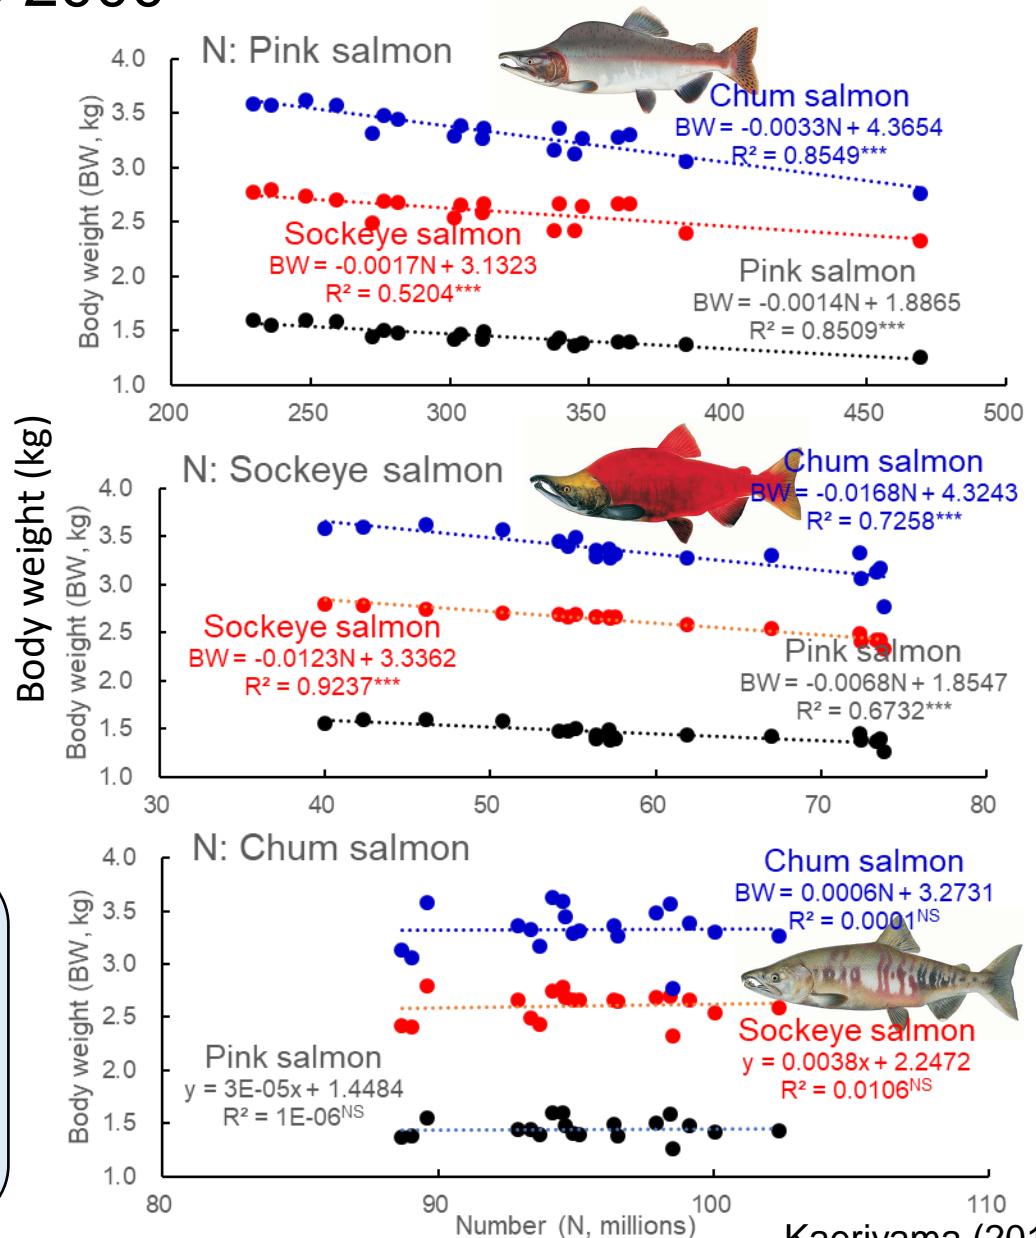 N: Pink salmon
4.0
3.5
3.0
2.5
2.0
1.5
1.0
Body weight (BW, kg)
Chum salmon
BW = -0.0033N + 4.3654
R² = 0.8549***
Sockeye salmon
BW = -0.0017N + 3.1323
R² = 0.5204***
Pink salmon
BW = -0.0014N + 1.8865
R² = 0.8509***
200 250 300 350 400 450 500
Body weight (kg)
N: Sockeye salmon
4.0
3.5
3.0
2.5
2.0
1.5
1.0
Body weight (BW, kg)
Chum salmon
BW = -0.0168N + 4.3243
R² = 0.7258***
Sockeye salmon
BW = -0.0123N + 3.3362
R² = 0.9237***
Pink salmon
BW = -0.0068N + 1.8547
R² = 0.6732***
30 40 50 60 70 80
N: Chum salmon
4.0
3.5
3.0
2.5
2.0
1.5
1.0
Body weight (BW, kg)
Chum salmon
BW = 0.0006N + 3.2731
R² = 0.0001NS
Sockeye salmon
y = 0.0038x + 2.2472
R² = 0.0106NS
Pink salmon
y = 3E-05x + 1.4484
R² = 1E-06NS
80 90 100 110
Number (N, millions)